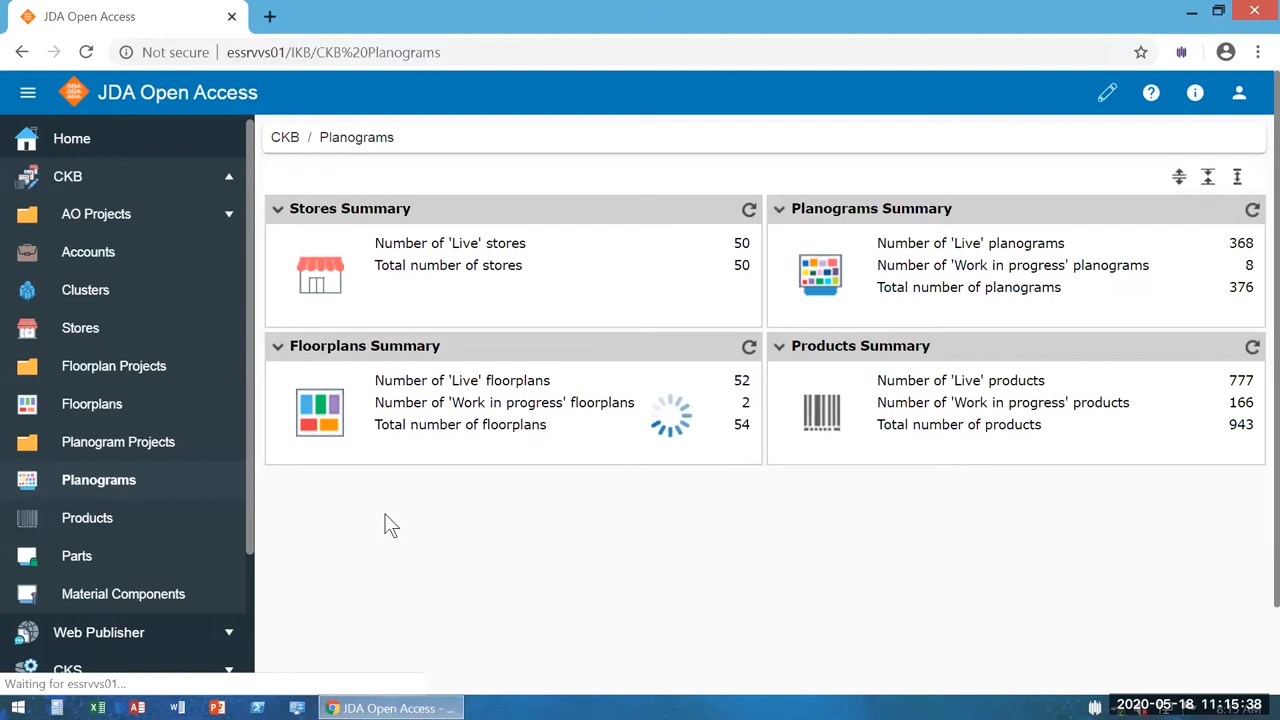 JDA Open Access
Not secure
essrvvs01/IKB/CKB%20Planograms
JDA Open Access
Home
CKB
AO Projects
Accounts
Clusters
Stores
Floorplan Projects
Floorplans
Planogram Projects
Planograms
Products
Parts
Material Components
Web Publisher
CKS
CKB / Planograms
Stores Summary
Number of 'Live' stores 50
Total number of stores 50
Planograms Summary
Number of 'Live' planograms 368
Number of 'Work in progress' planograms 8
Total number of planograms 376
Floorplans Summary
Number of 'Live' floorplans 52
Number of 'Work in progress' floorplans 2
Total number of floorplans 54
Products Summary
Number of 'Live' products 777
Number of 'Work in progress' products 166
Total number of products 943
Waiting for essrvvs01...
JDA Open Access - ...
2020-05-18 11:15:38